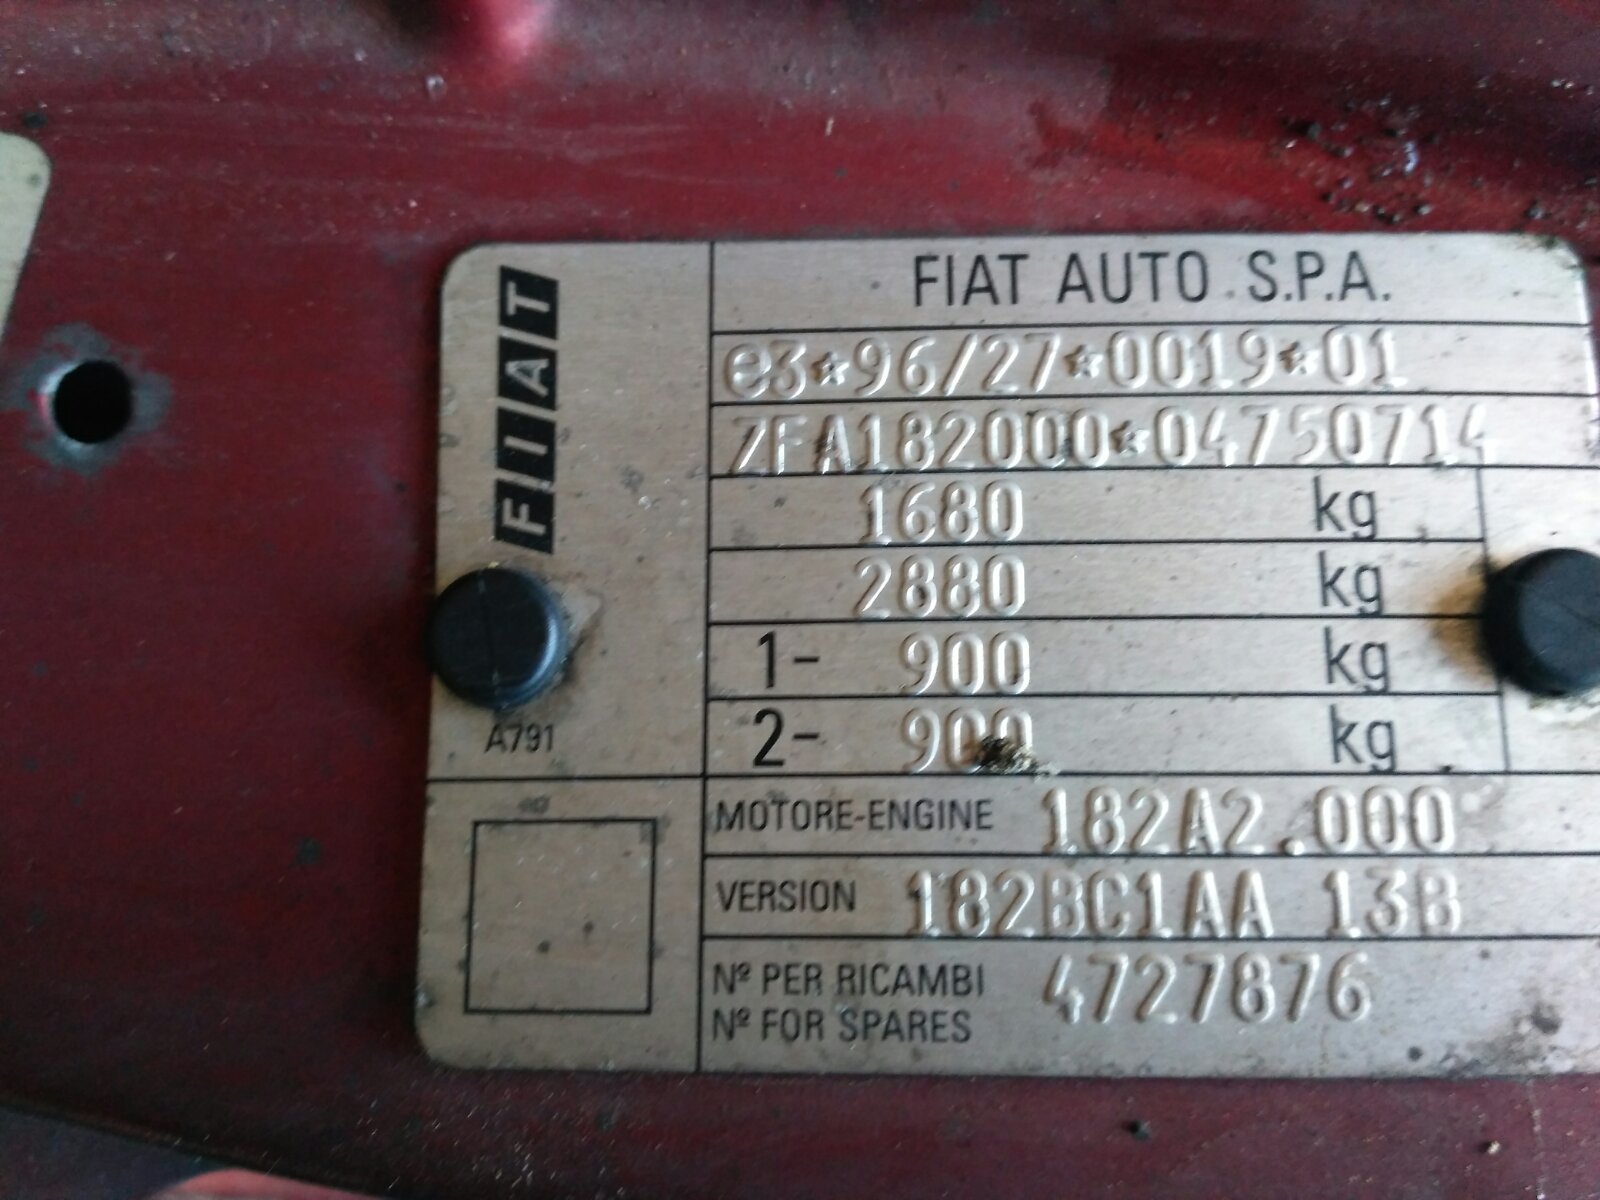 FIAT
FIAT AUTO S.P.A.
e3*96/27*0019*01
ZFA182000*04750714
1680 kg
2880 kg
1- 900 kg
2- 900 kg
A791
MOTORE-ENGINE 182A2.000
VERSION 182BC1AA 13B
Nº PER RICAMBI 4727876
Nº FOR SPARES